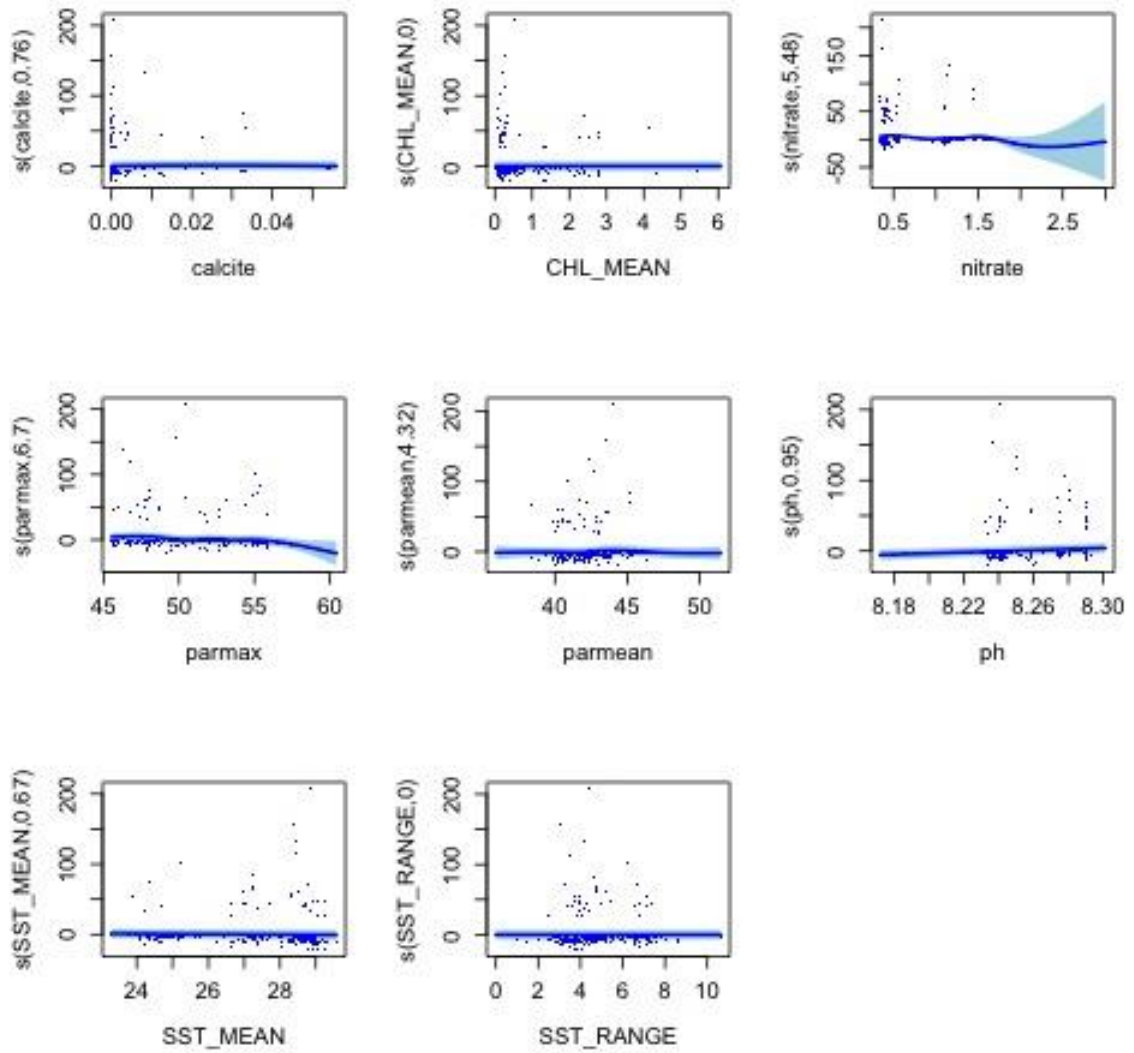 s(calcite,0.76)
200
100
0
0.00 0.02 0.04
calcite
s(CHL_MEAN,0)
200
100
0
0 1 2 3 4 5 6
CHL_MEAN
s(nitrate,5.48)
150
50
-50
0.5 1.5 2.5
nitrate
s(parmax,6.7)
200
100
0
45 50 55 60
parmax
s(parmean,4.32)
200
100
0
40 45 50
parmean
s(ph,0.95)
200
100
0
8.18 8.22 8.26 8.30
ph
s(SST_MEAN,0.67)
200
100
0
24 26 28
SST_MEAN
s(SST_RANGE,0)
200
100
0
0 2 4 6 8 10
SST_RANGE